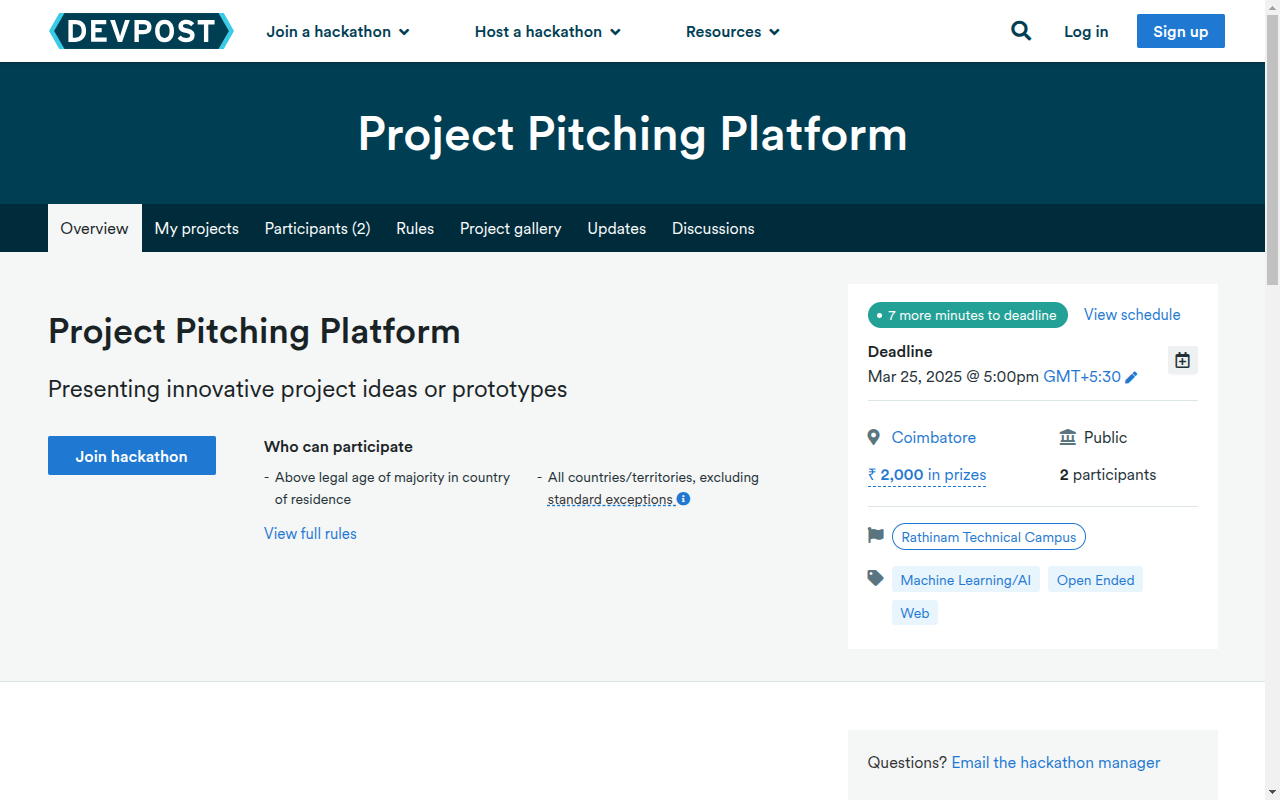 DEVPOST
Join a hackathon
Host a hackathon
Resources
Log in
Sign up
Project Pitching Platform
Overview
My projects
Participants (2)
Rules
Project gallery
Updates
Discussions
Project Pitching Platform
Presenting innovative project ideas or prototypes
Join hackathon
Who can participate
- Above legal age of majority in country
of residence
- All countries/territories, excluding
standard exceptions
View full rules
7 more minutes to deadline
View schedule
Deadline
Mar 25, 2025 @ 5:00pm GMT+5:30
Coimbatore
Public
₹ 2,000 in prizes
2 participants
Rathinam Technical Campus
Machine Learning/AI
Open Ended
Web
Questions? Email the hackathon manager